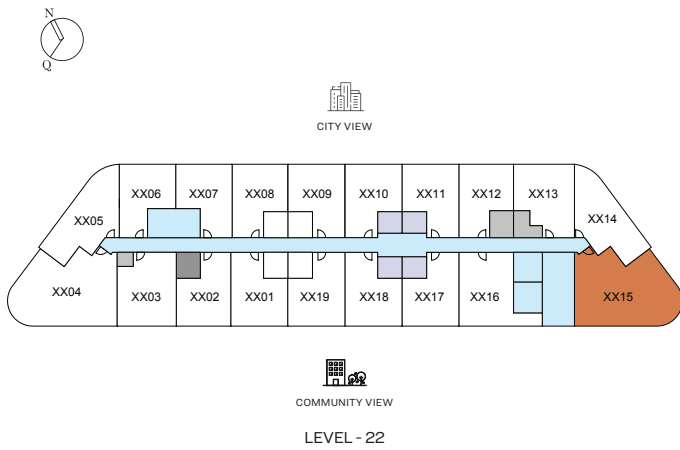 N
Q
CITY VIEW
XX06 XX07 XX08 XX09 XX10 XX11 XX12 XX13
XX05 XX14
XX04 XX03 XX02 XX01 XX19 XX18 XX17 XX16 XX15
COMMUNITY VIEW
LEVEL - 22